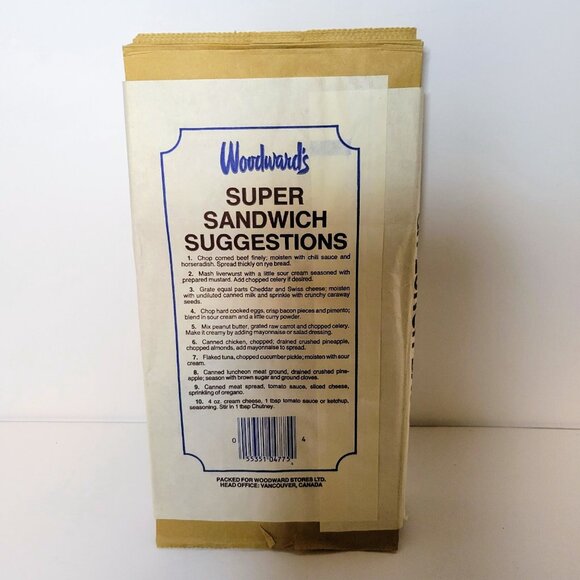 Woodward's
SUPER
SANDWICH
SUGGESTIONS
1. Chop corned beef finely; moisten with chili sauce and
horseradish. Spread thickly on rye bread.
2. Mash liverwurst with a little sour cream seasoned with
prepared mustard. Add chopped celery if desired.
3. Grate equal parts Cheddar and Swiss cheese; moisten
with undiluted canned milk and sprinkle with crunchy caraway
seeds.
4. Chop hard cooked eggs, crisp bacon pieces and pimento;
blend in sour cream and a little curry powder.
5. Mix peanut butter, grated raw carrot and chopped celery.
Make it creamy by adding mayonnaise or salad dressing.
6. Canned chicken, chopped; drained crushed pineapple,
chopped almonds, add mayonnaise to spread.
7. Flaked tuna, chopped cucumber pickle; moisten with sour
cream.
8. Canned luncheon meat ground, drained crushed pine-
apple; season with brown sugar and ground cloves.
9. Canned meat spread, tomato sauce, sliced cheese,
sprinkling of oregano.
10. 4 oz. cream cheese, 1 tbsp tomato sauce or ketchup,
seasoning. Stir in 1 tbsp Chutney.
0 55351 04775 4
PACKED FOR WOODWARD STORES LTD.
HEAD OFFICE: VANCOUVER, CANADA